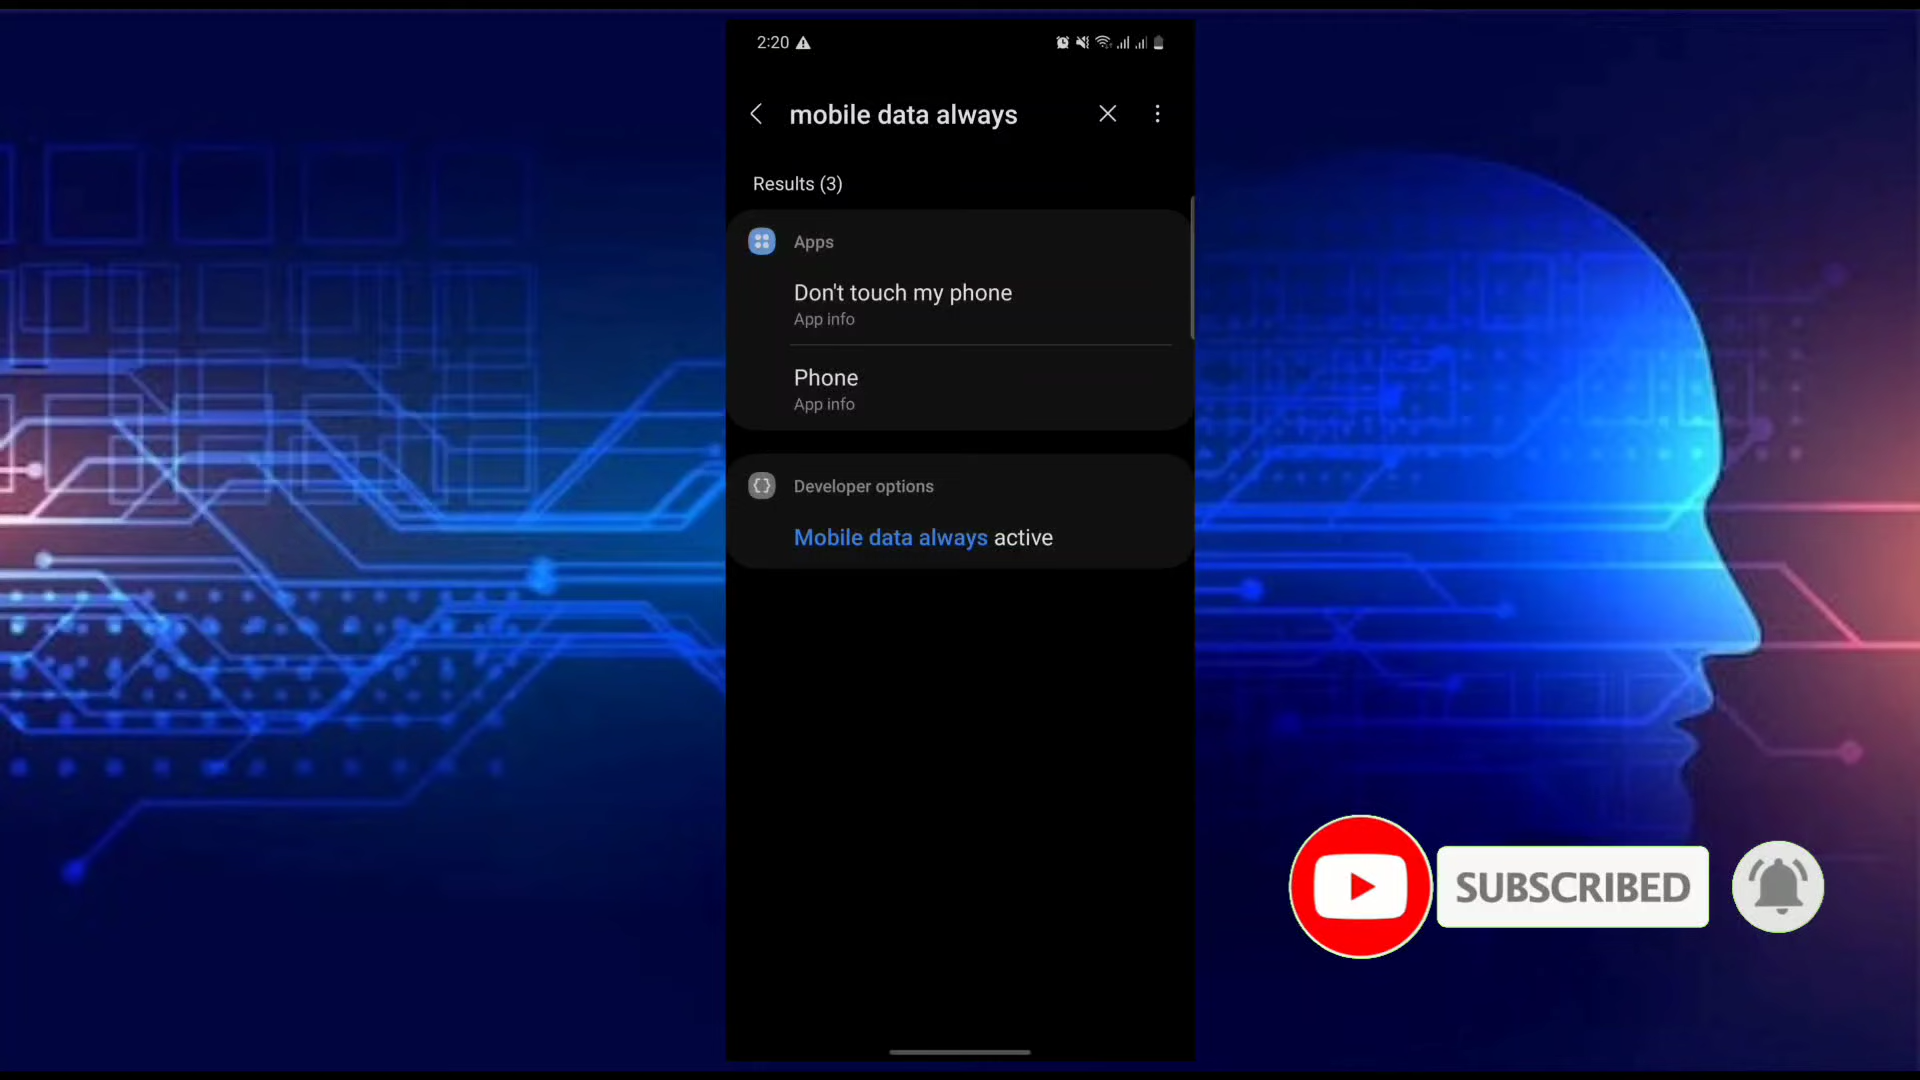 2:20
mobile data always
Results (3)
Apps
Don't touch my phone
App info
Phone
App info
Developer options
Mobile data always active
SUBSCRIBED